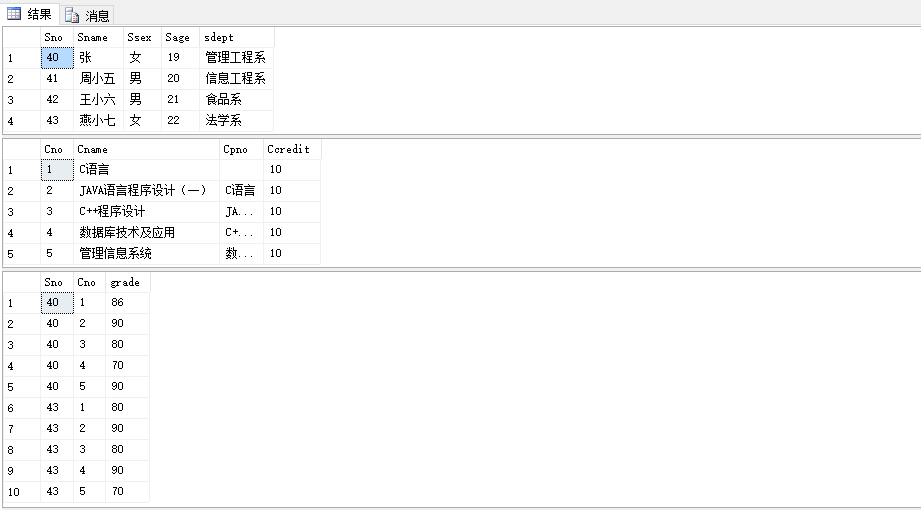 结果 消息
Sno Sname Ssex Sage sdept
1 40 张 女 19 管理工程系
2 41 周小五 男 20 信息工程系
3 42 王小六 男 21 食品系
4 43 燕小七 女 22 法学系
Cno Cname Cpno Ccredit
1 1 C语言 10
2 2 JAVA语言程序设计（一） C语言 10
3 3 C++程序设计 JA... 10
4 4 数据库技术及应用 C+... 10
5 5 管理信息系统 数... 10
Sno Cno grade
1 40 1 86
2 40 2 90
3 40 3 80
4 40 4 70
5 40 5 90
6 43 1 80
7 43 2 90
8 43 3 80
9 43 4 90
10 43 5 70